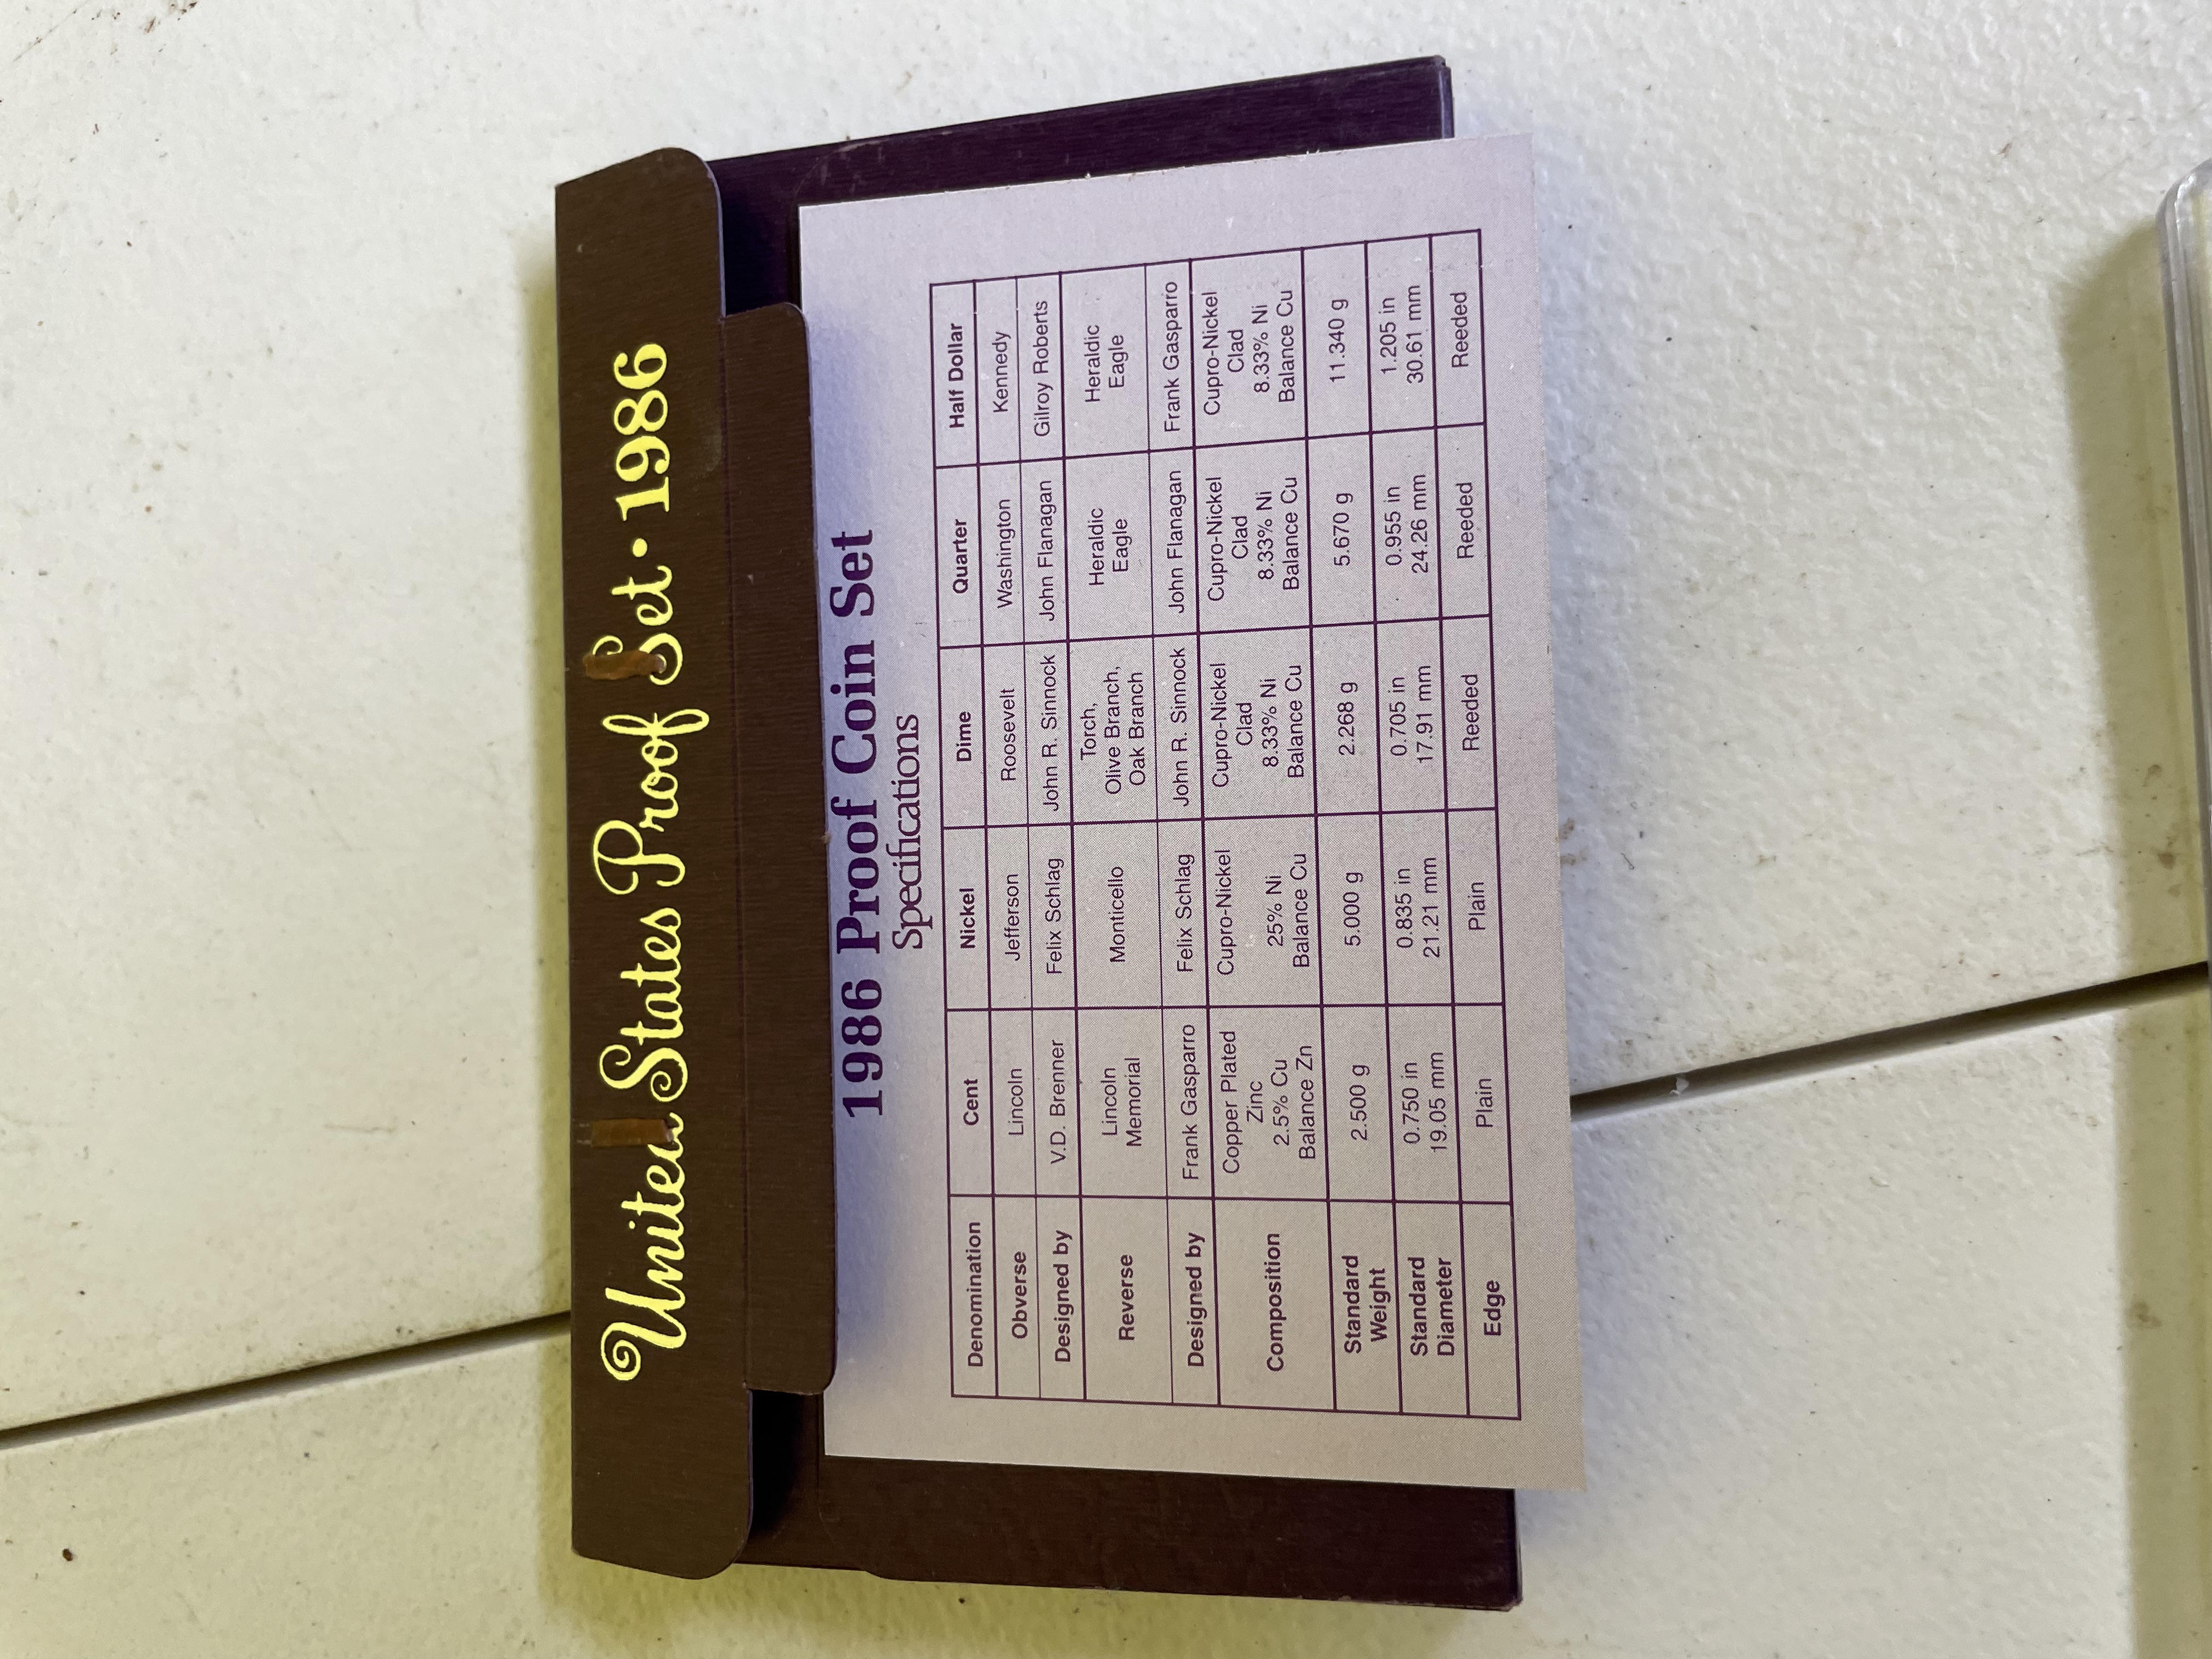 United States Proof Set • 1986
1986 Proof Coin Set
Specifications
Denomination Cent Nickel Dime Quarter Half Dollar
Obverse Lincoln Jefferson Roosevelt Washington Kennedy
Designed by V.D. Brenner Felix Schlag John R. Sinnock John Flanagan Gilroy Roberts
Reverse Lincoln Memorial Monticello Torch, Olive Branch, Oak Branch Heraldic Eagle Heraldic Eagle
Designed by Frank Gasparro Felix Schlag John R. Sinnock John Flanagan Frank Gasparro
Composition Copper Plated Zinc 2.5% Cu Balance Zn Cupro-Nickel 25% Ni Balance Cu Cupro-Nickel Clad 8.33% Ni Balance Cu Cupro-Nickel Clad 8.33% Ni Balance Cu Cupro-Nickel Clad 8.33% Ni Balance Cu
Standard Weight 2.500 g 5.000 g 2.268 g 5.670 g 11.340 g
Standard Diameter 0.750 in 19.05 mm 0.835 in 21.21 mm 0.705 in 17.91 mm 0.955 in 24.26 mm 1.205 in 30.61 mm
Edge Plain Plain Reeded Reeded Reeded